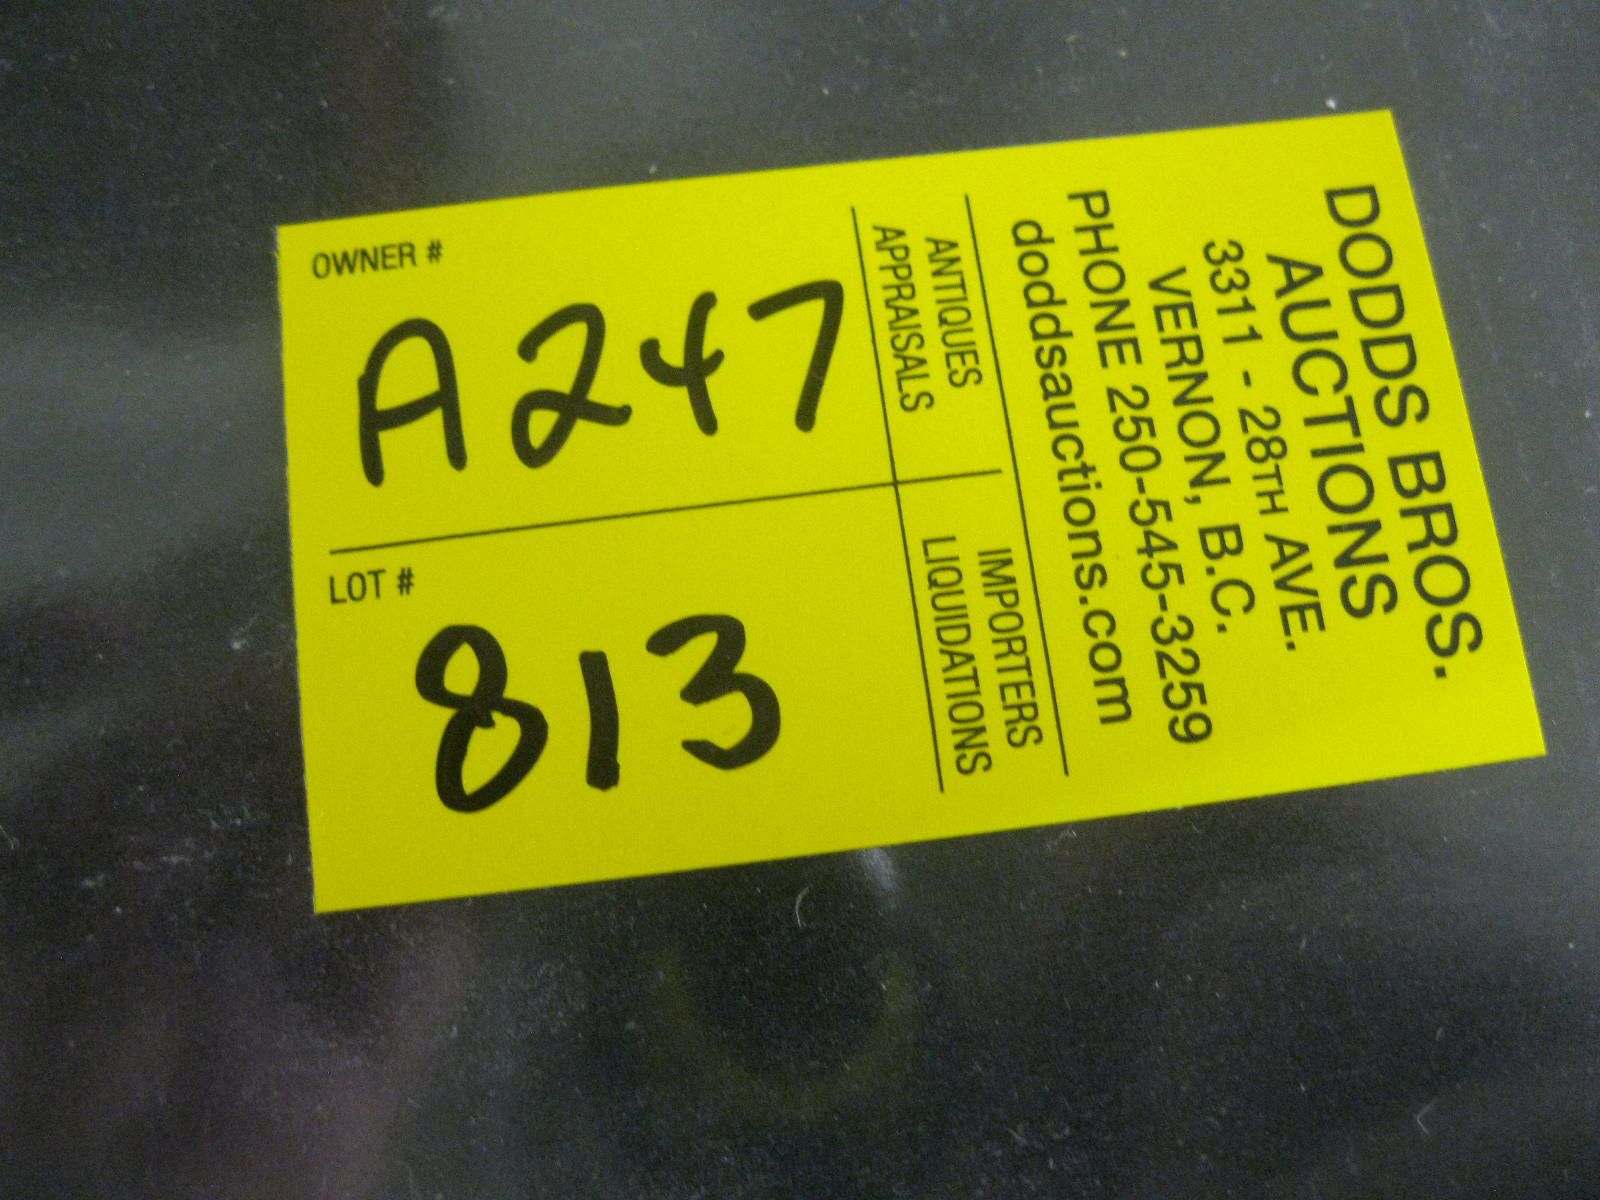 DODDS BROS.
AUCTIONS
3311 - 28TH AVE.
VERNON, B.C.
PHONE 250-545-3259
doddsauctions.com
ANTIQUES
APPRAISALS
IMPORTERS
LIQUIDATIONS
OWNER #
A247
LOT #
813